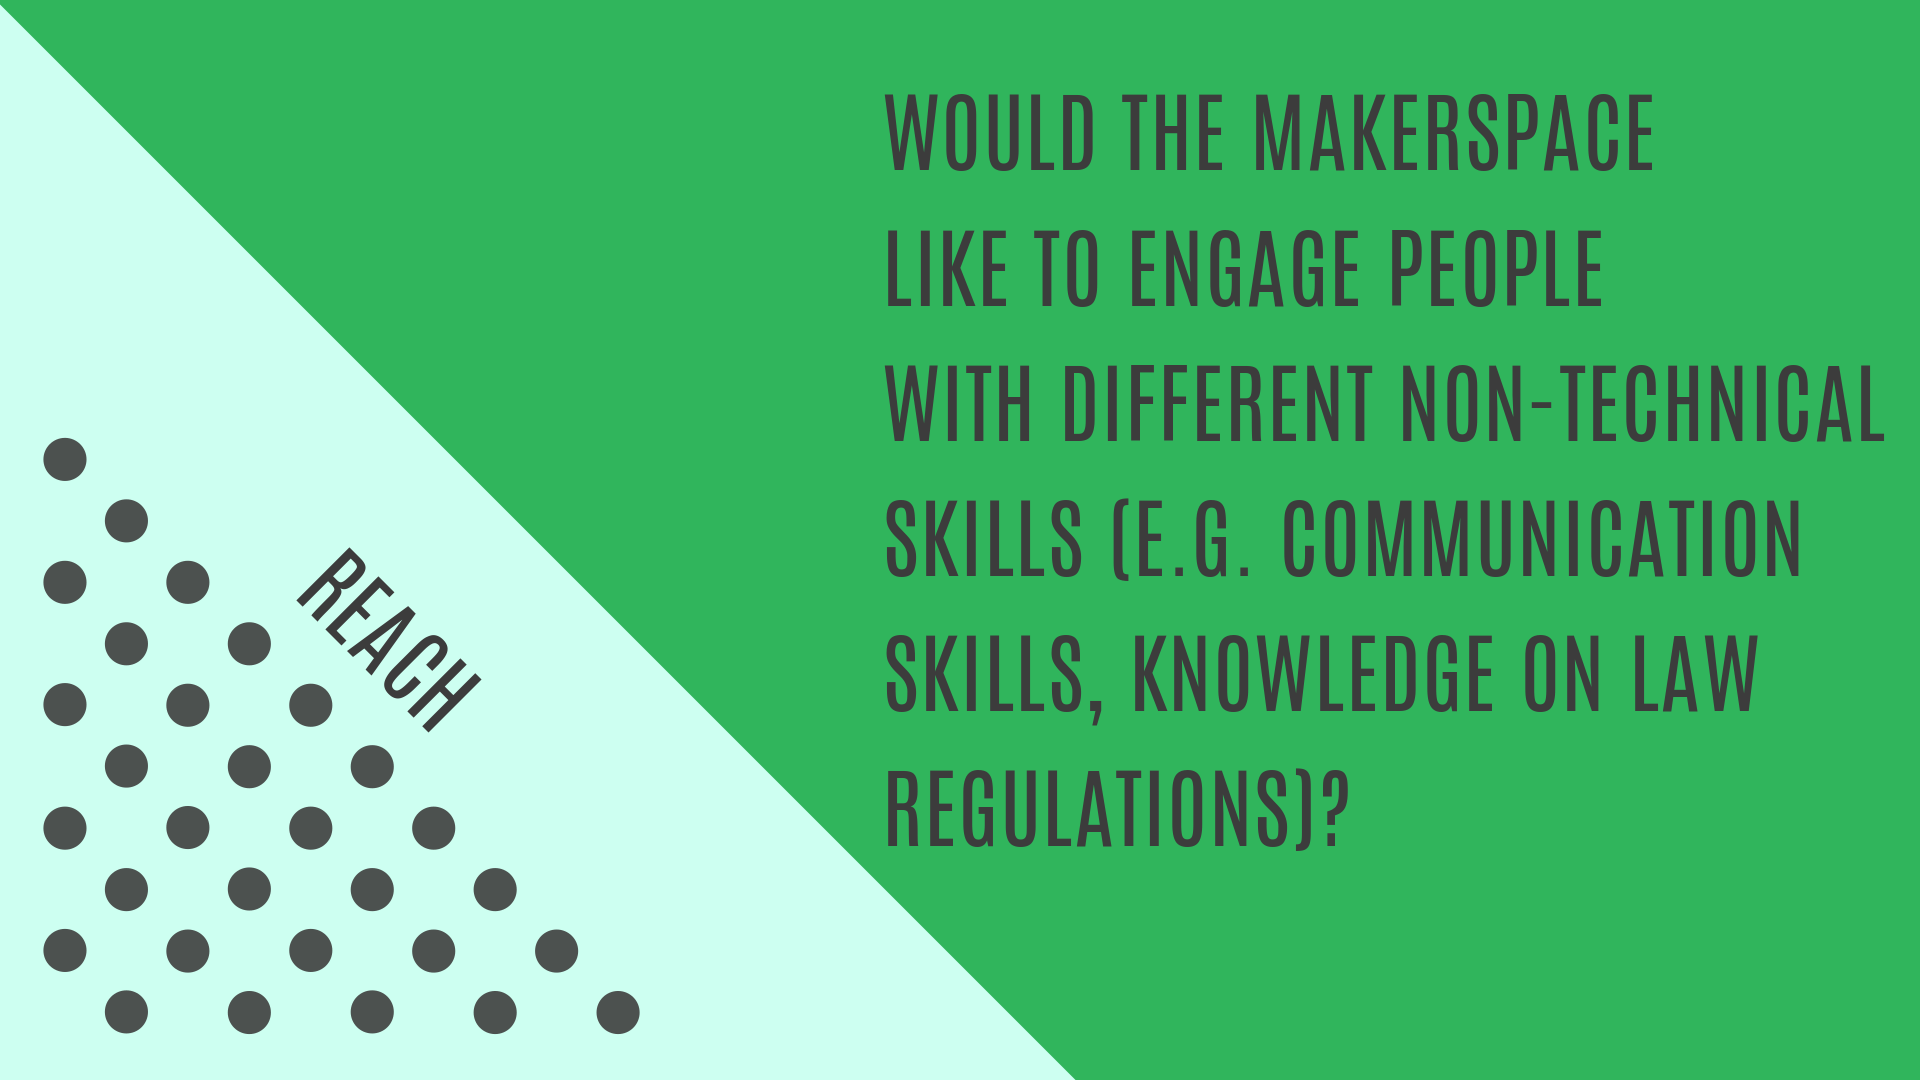 REACH
WOULD THE MAKERSPACE
LIKE TO ENGAGE PEOPLE
WITH DIFFERENT NON-TECHNICAL
SKILLS (E.G. COMMUNICATION
SKILLS, KNOWLEDGE ON LAW
REGULATIONS)?